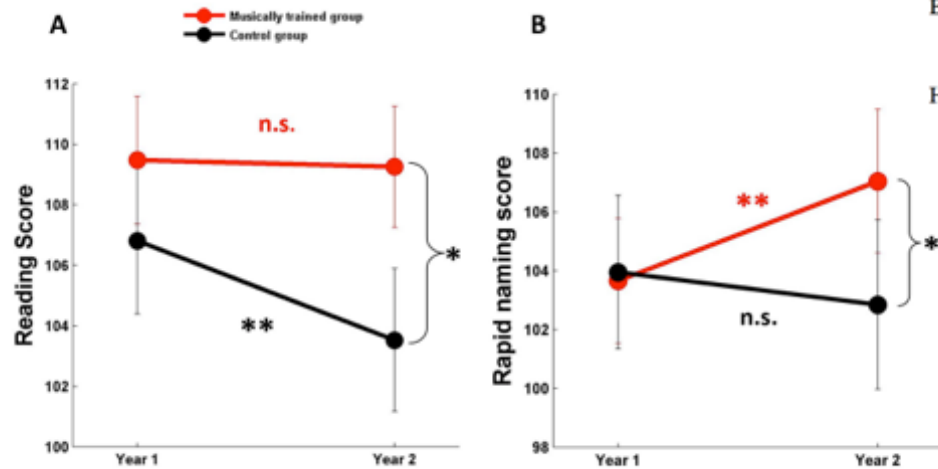 A
Musically trained group
Control group
B
E
112
110
108
106
104
102
100
Reading Score
n.s.
**
*
Year 1
Year 2
110
108
106
104
102
100
98
Rapid naming score
**
n.s.
*
Year 1
Year 2
H